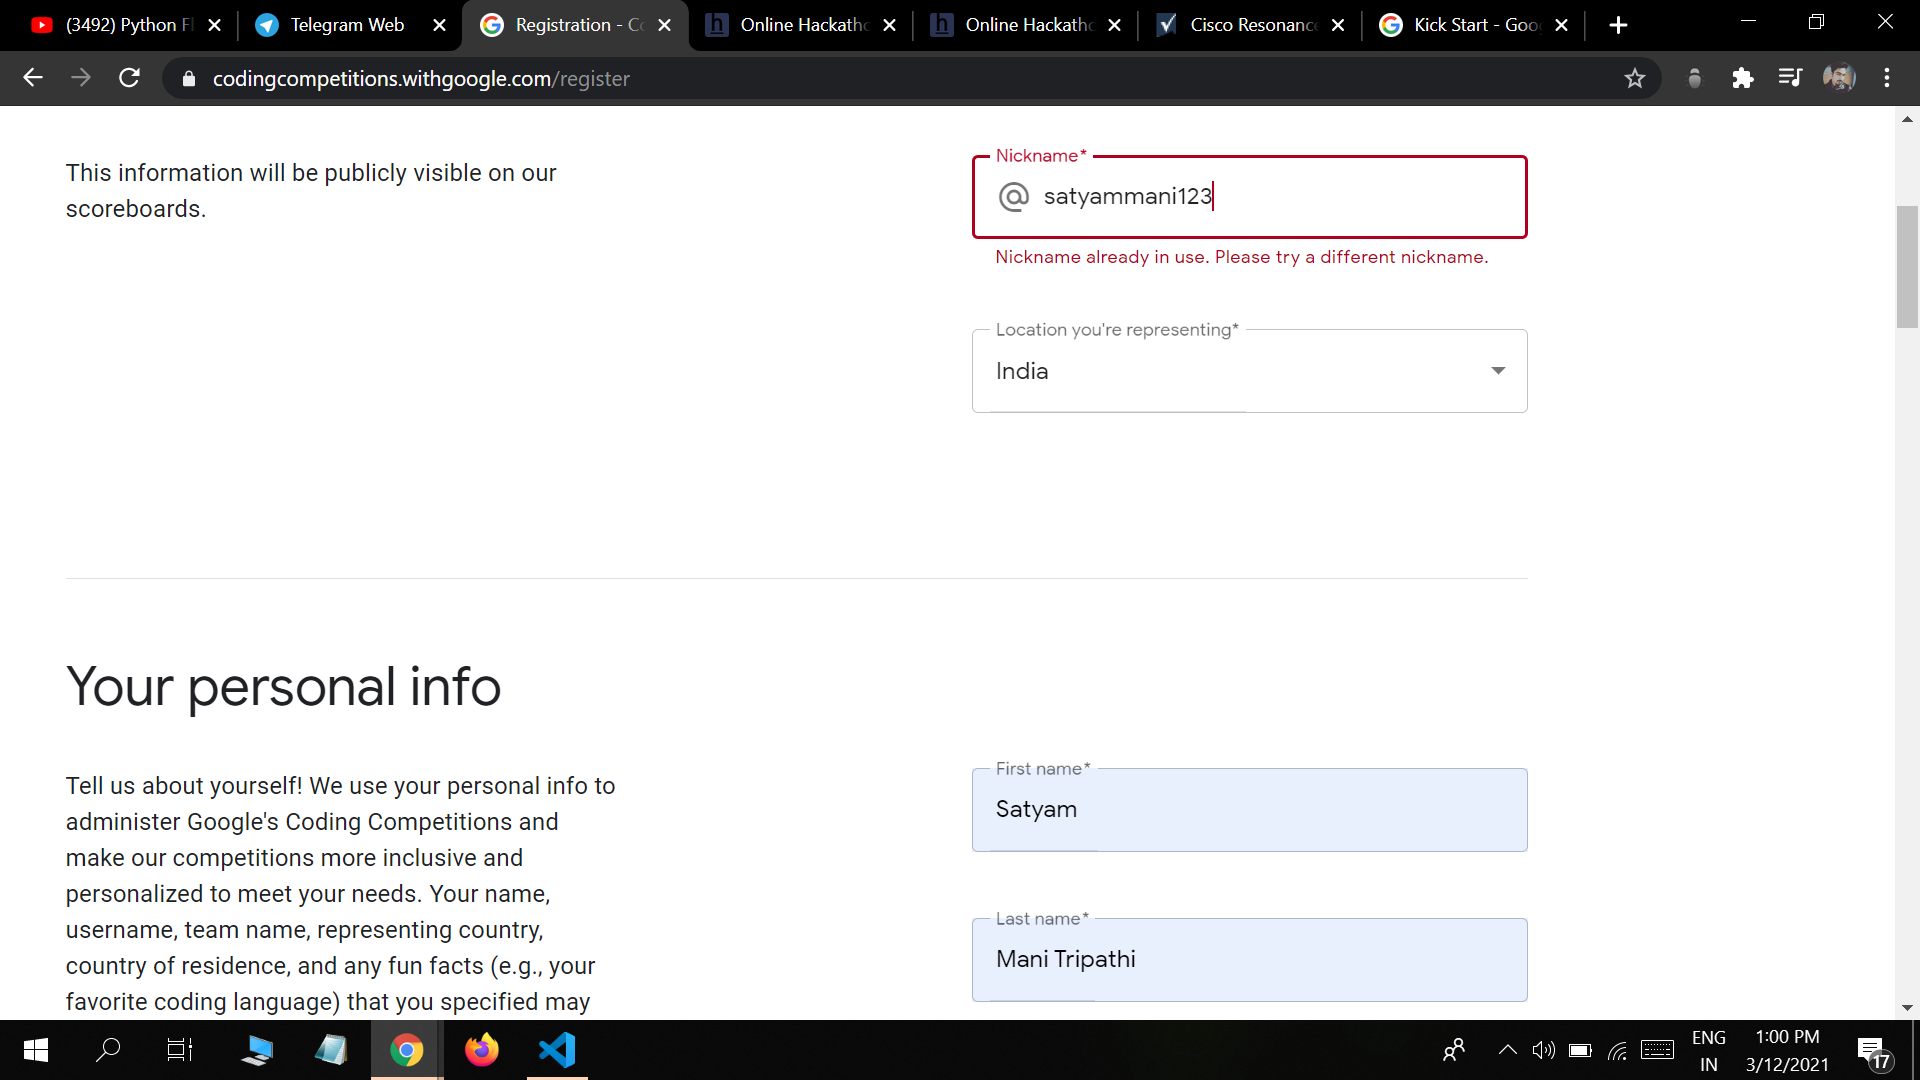 (3492) Python Fl
Telegram Web
Registration - Co
Online Hackatho
Online Hackatho
Cisco Resonance
Kick Start - Goog
codingcompetitions.withgoogle.com/register
This information will be publicly visible on our
scoreboards.
Nickname*
@ satyammani123
Nickname already in use. Please try a different nickname.
Location you're representing*
India
Your personal info
Tell us about yourself! We use your personal info to
administer Google's Coding Competitions and
make our competitions more inclusive and
personalized to meet your needs. Your name,
username, team name, representing country,
country of residence, and any fun facts (e.g., your
favorite coding language) that you specified may
First name*
Satyam
Last name*
Mani Tripathi
ENG
IN
1:00 PM
3/12/2021
17